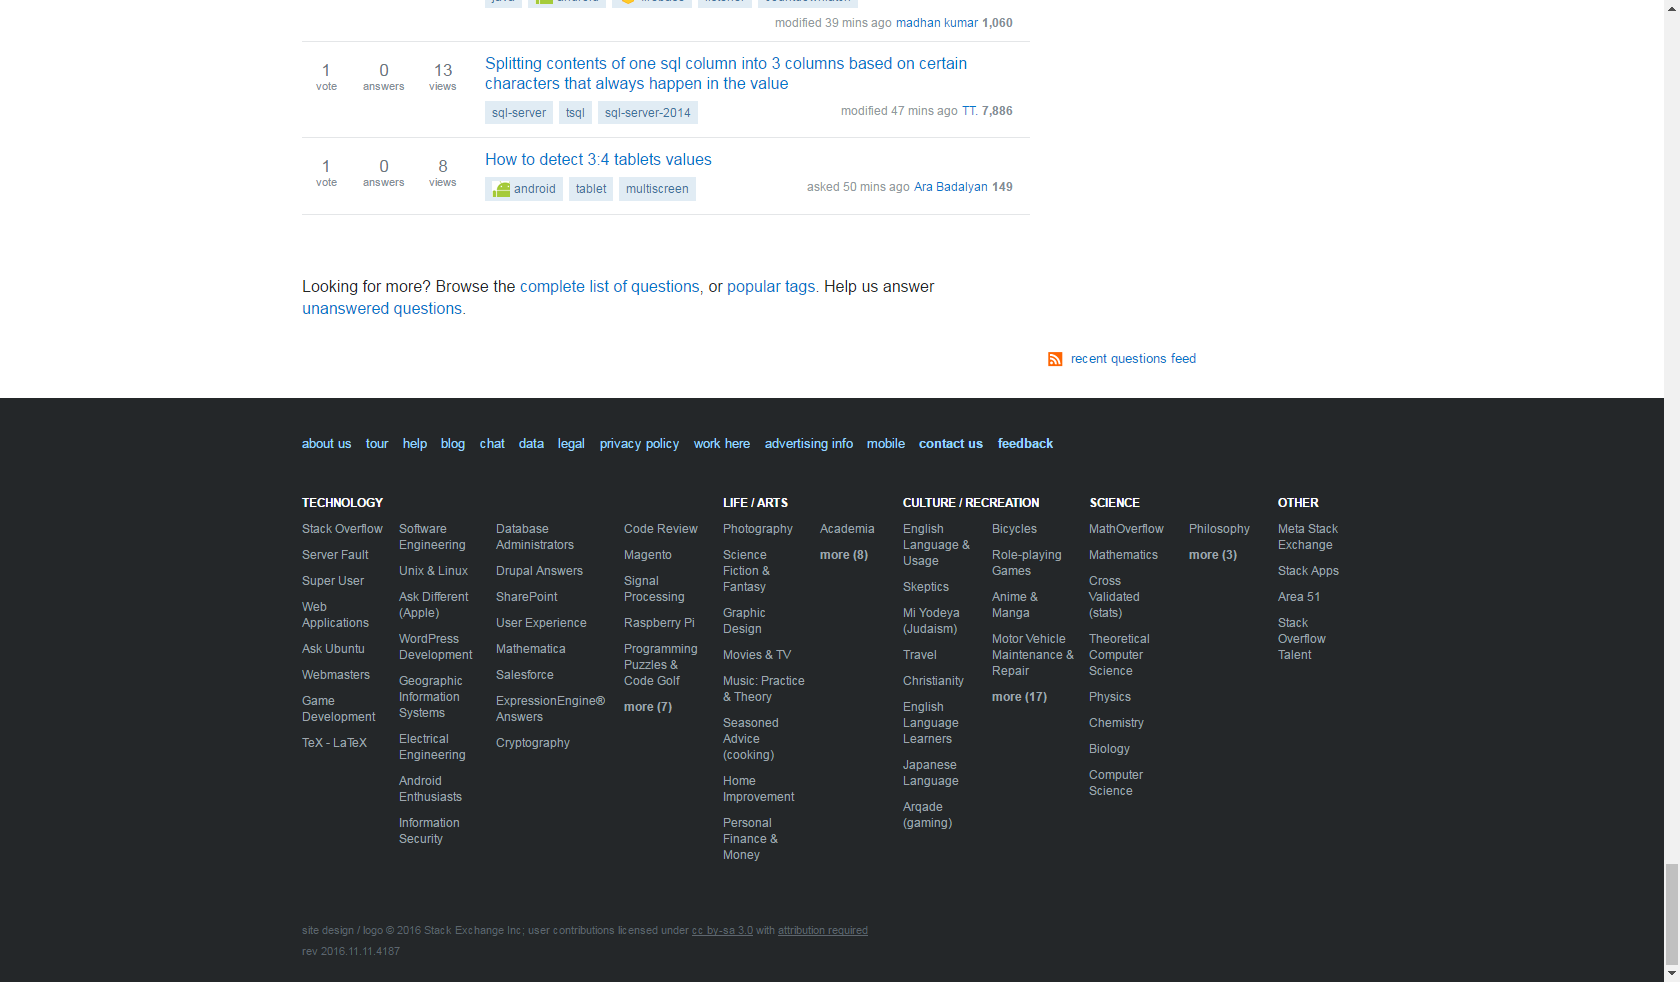 java android firebase listener countdowntimer
modified 39 mins ago madhan kumar 1,060
1 0 13
vote answers views
Splitting contents of one sql column into 3 columns based on certain
characters that always happen in the value
sql-server tsql sql-server-2014
modified 47 mins ago TT. 7,886
1 0 8
vote answers views
How to detect 3:4 tablets values
android tablet multiscreen
asked 50 mins ago Ara Badalyan 149
Looking for more? Browse the complete list of questions, or popular tags. Help us answer
unanswered questions.
recent questions feed
about us tour help blog chat data legal privacy policy work here advertising info mobile contact us feedback
TECHNOLOGY
Stack Overflow
Server Fault
Super User
Web
Applications
Ask Ubuntu
Webmasters
Game
Development
TeX - LaTeX
Software
Engineering
Unix & Linux
Ask Different
(Apple)
WordPress
Development
Geographic
Information
Systems
Electrical
Engineering
Android
Enthusiasts
Information
Security
Database
Administrators
Drupal Answers
SharePoint
User Experience
Mathematica
Salesforce
ExpressionEngine®
Answers
Cryptography
Code Review
Magento
Signal
Processing
Raspberry Pi
Programming
Puzzles &
Code Golf
more (7)
LIFE / ARTS
Photography
Science
Fiction &
Fantasy
Graphic
Design
Movies & TV
Music: Practice
& Theory
Seasoned
Advice
(cooking)
Home
Improvement
Personal
Finance &
Money
Academia
more (8)
CULTURE / RECREATION
English
Language &
Usage
Skeptics
Mi Yodeya
(Judaism)
Travel
Christianity
English
Language
Learners
Japanese
Language
Arqade
(gaming)
Bicycles
Role-playing
Games
Anime &
Manga
Motor Vehicle
Maintenance &
Repair
more (17)
SCIENCE
MathOverflow
Mathematics
Cross
Validated
(stats)
Theoretical
Computer
Science
Physics
Chemistry
Biology
Computer
Science
Philosophy
more (3)
OTHER
Meta Stack
Exchange
Stack Apps
Area 51
Stack
Overflow
Talent
site design / logo © 2016 Stack Exchange Inc; user contributions licensed under cc by-sa 3.0 with attribution required
rev 2016.11.11.4187